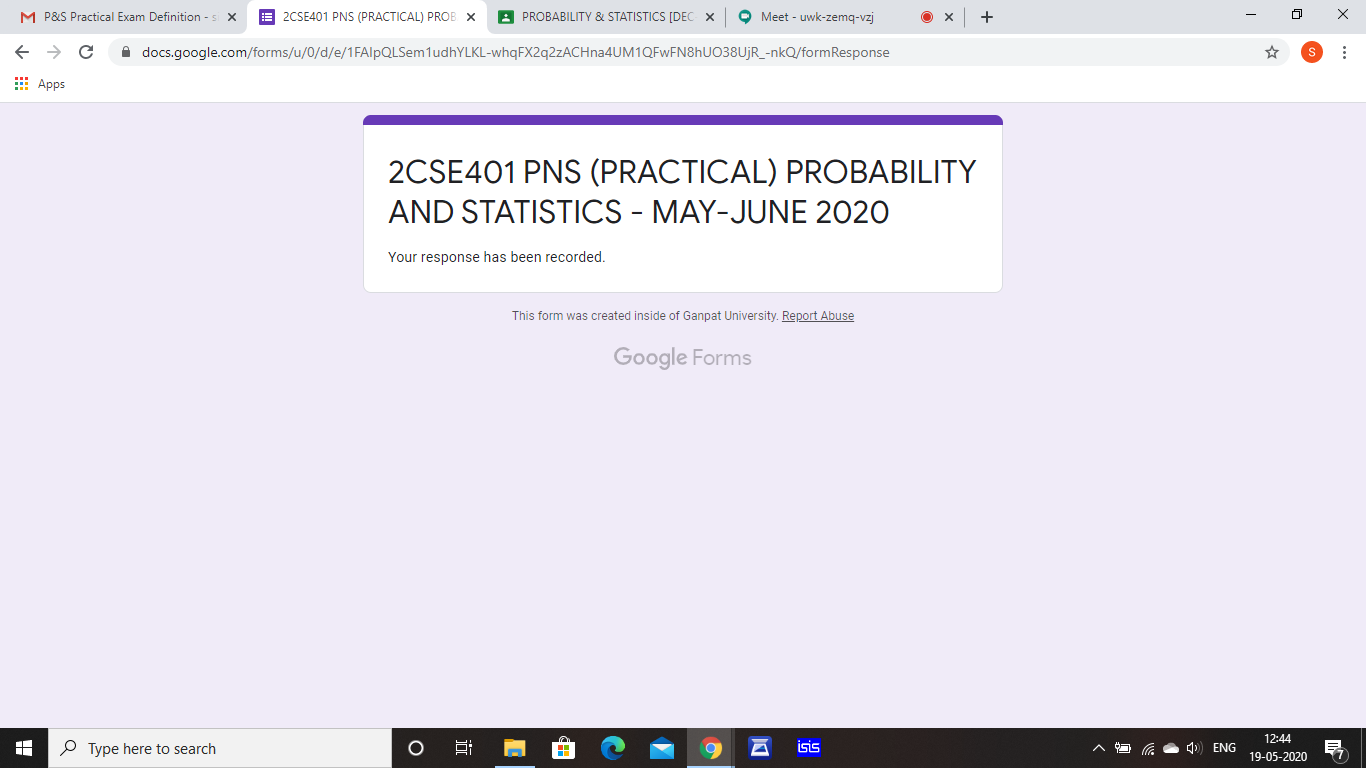 P&S Practical Exam Definition - s
2CSE401 PNS (PRACTICAL) PROB
PROBABILITY & STATISTICS [DEC
Meet - uwk-zemq-vzj
docs.google.com/forms/u/0/d/e/1FAIpQLSem1udhYLKL-whqFX2q2zACHna4UM1QFwFN8hUO38UjR_-nkQ/formResponse
S
Apps
2CSE401 PNS (PRACTICAL) PROBABILITY
AND STATISTICS - MAY-JUNE 2020
Your response has been recorded.
This form was created inside of Ganpat University. Report Abuse
Google Forms
Type here to search
isis
ENG
12:44
19-05-2020
7